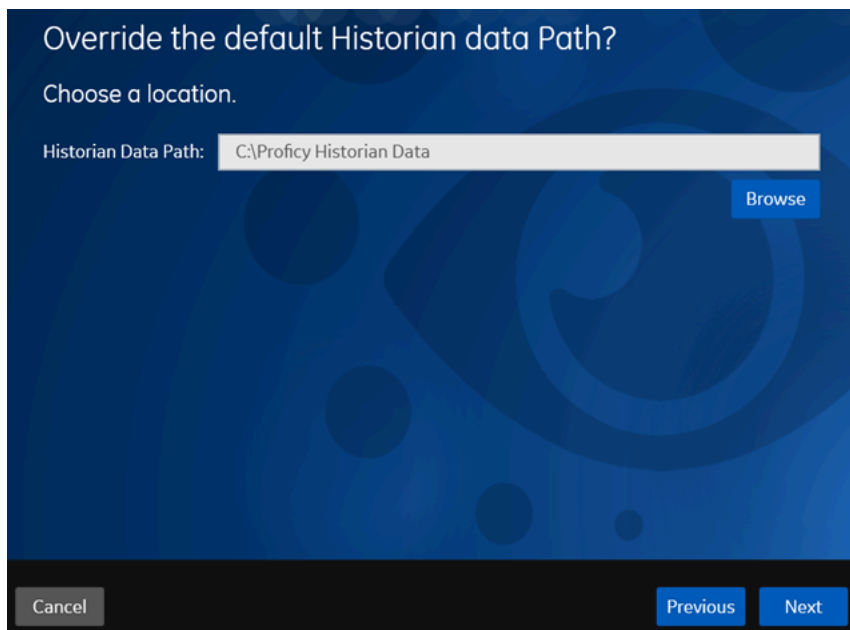 Override the default Historian data Path?
Choose a location.
Historian Data Path: C:\Proficy Historian Data
Browse
Cancel Previous Next